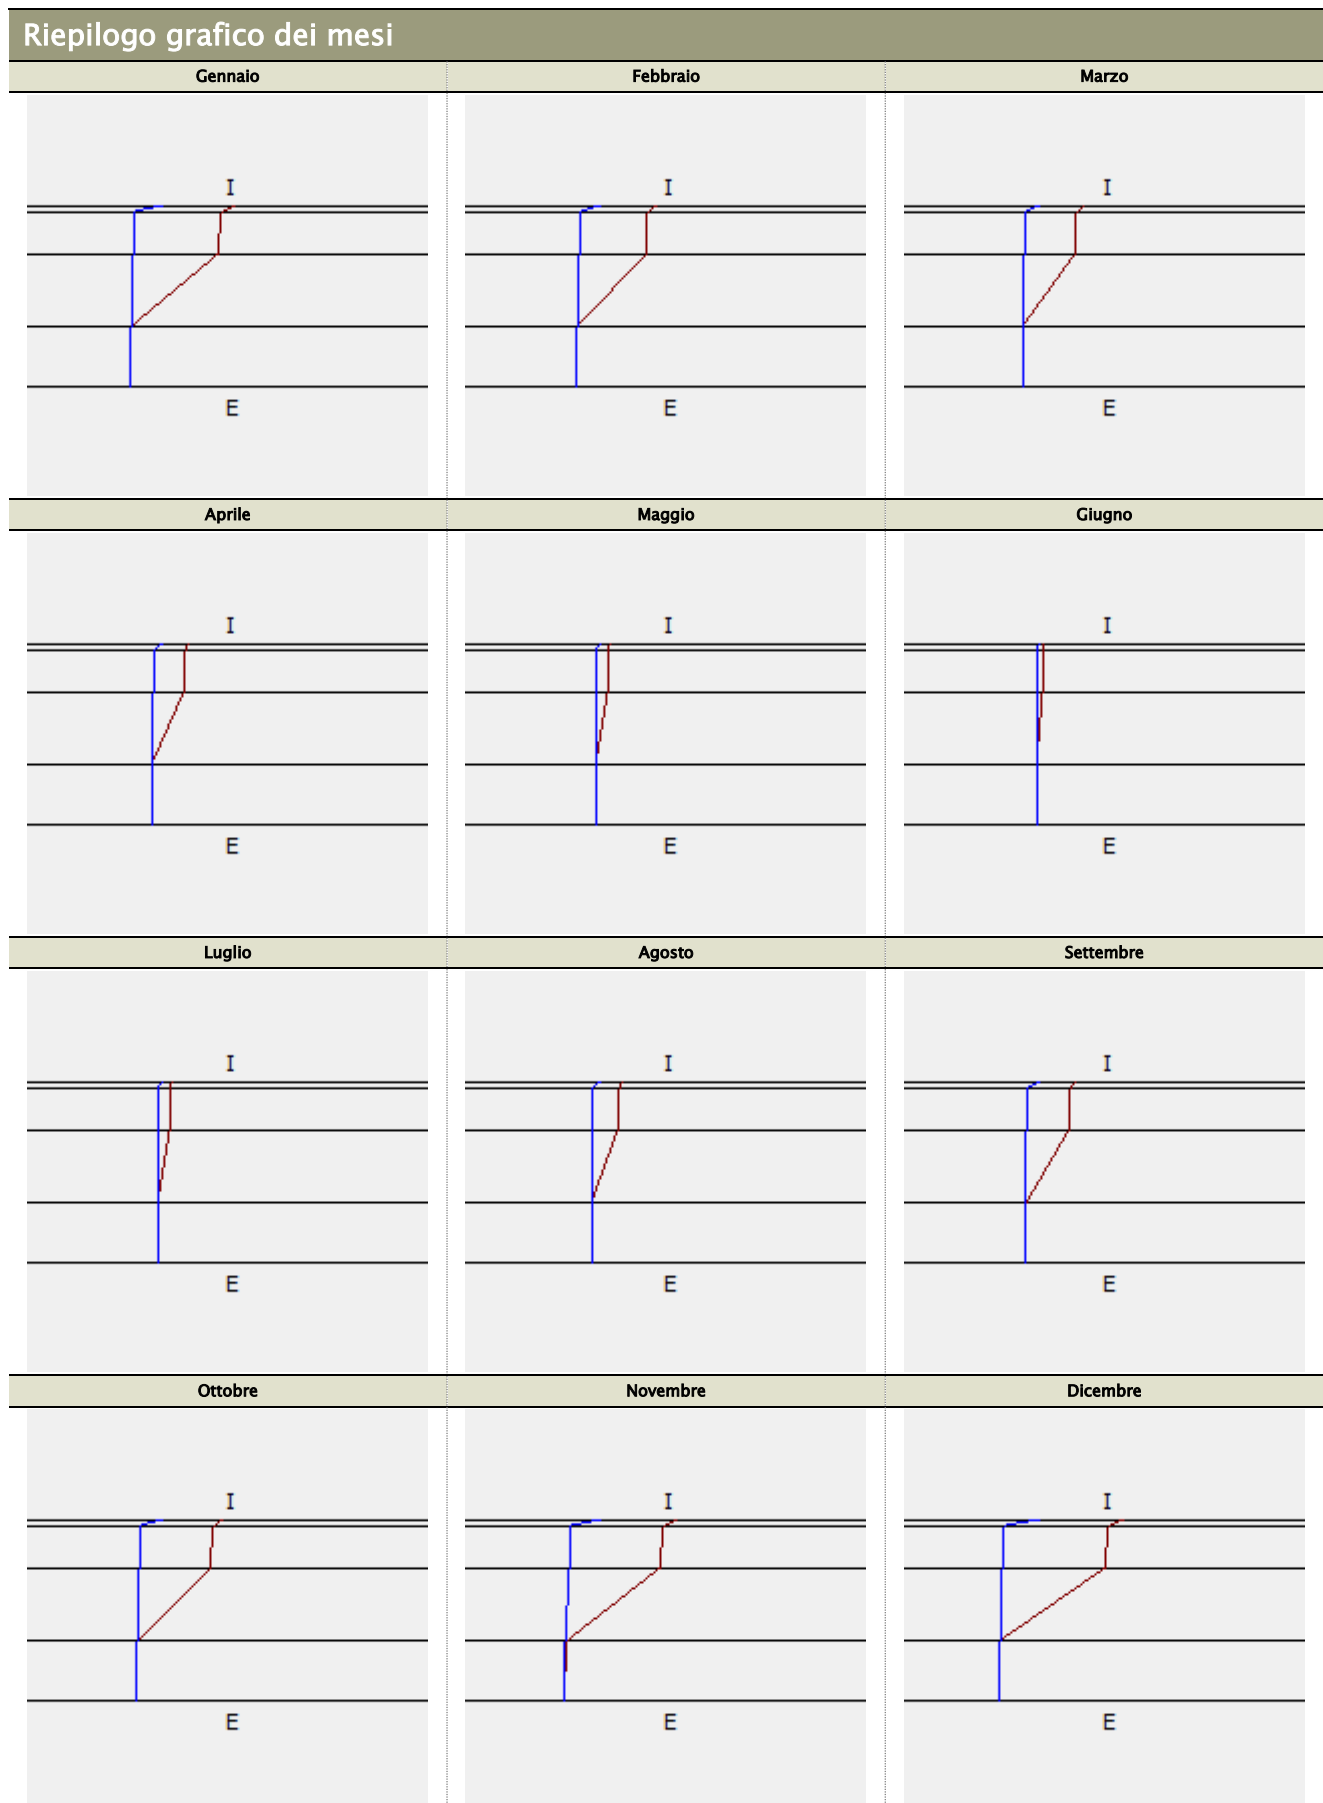 Riepilogo grafico dei mesi
Gennaio Febbraio Marzo
I I I
E E E
Aprile Maggio Giugno
I I I
E E E
Luglio Agosto Settembre
I I I
E E E
Ottobre Novembre Dicembre
I I I
E E E